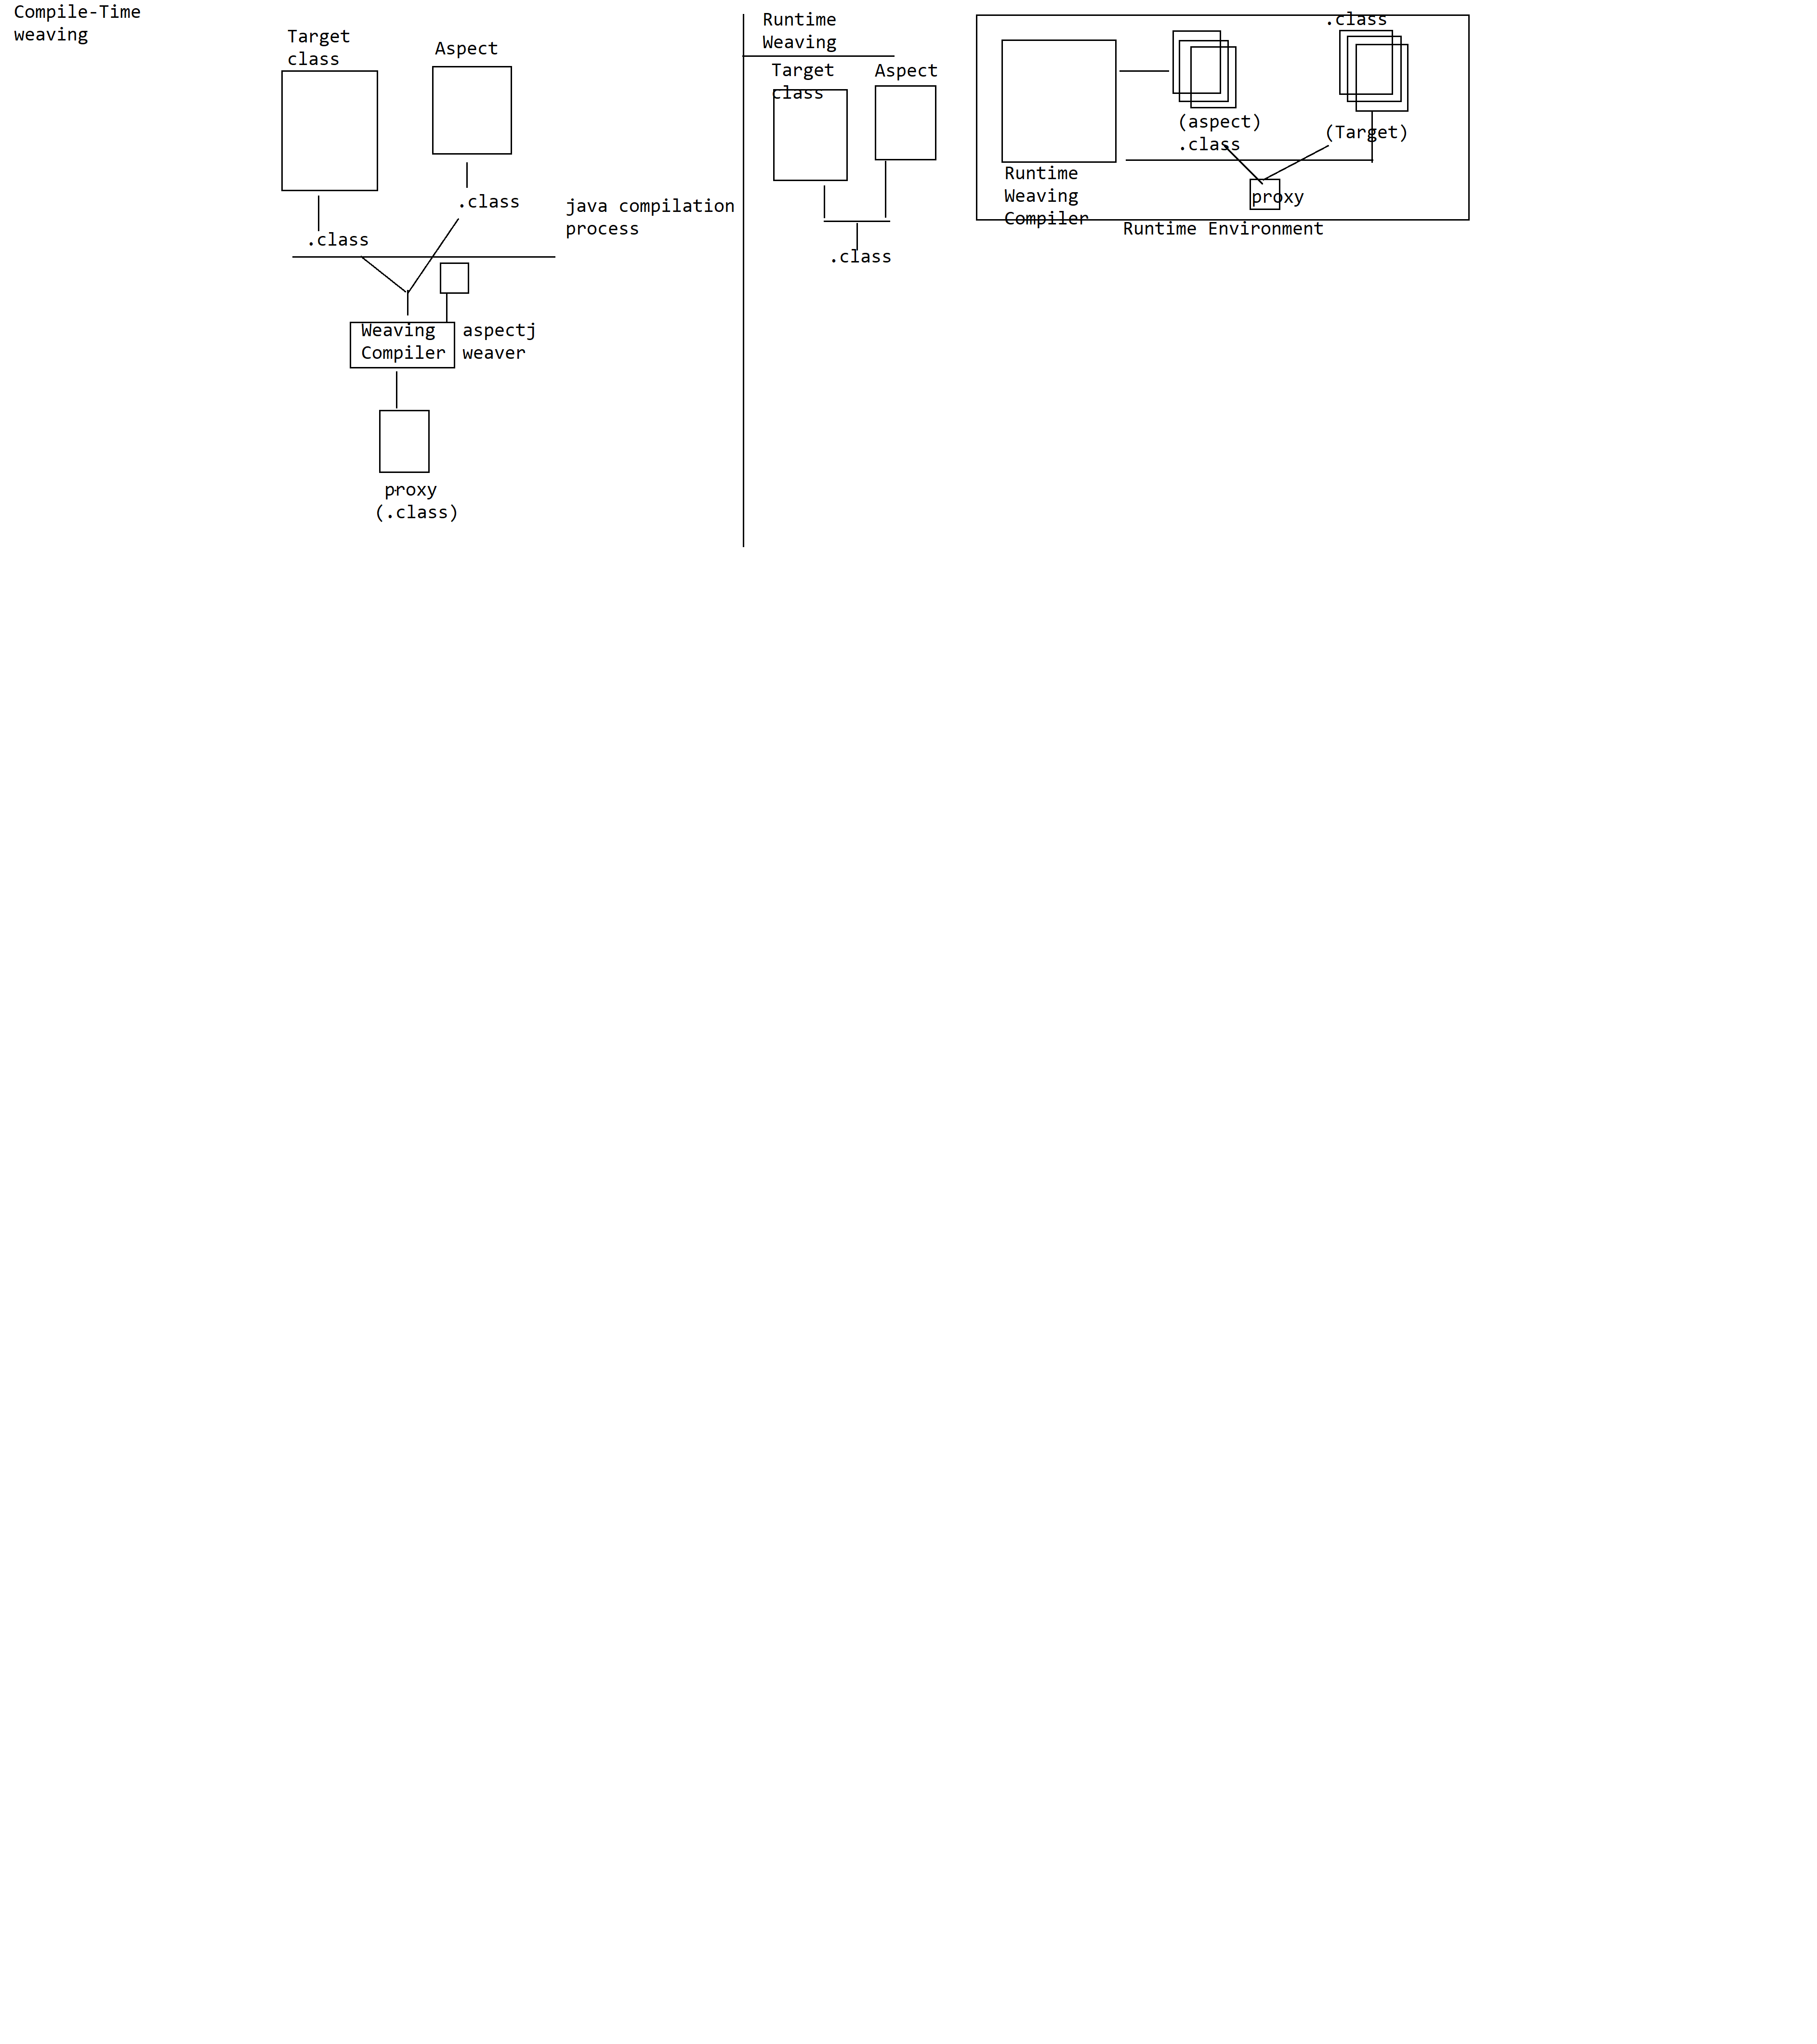 Compile-Time
weaving
Target
class
Aspect
.class
.class
java compilation
process
Weaving
Compiler
aspectj
weaver
proxy
(.class)
Runtime
Weaving
Target
class
Aspect
.class
.class
(aspect)
.class
(Target)
Runtime
Weaving
Compiler
proxy
Runtime Environment